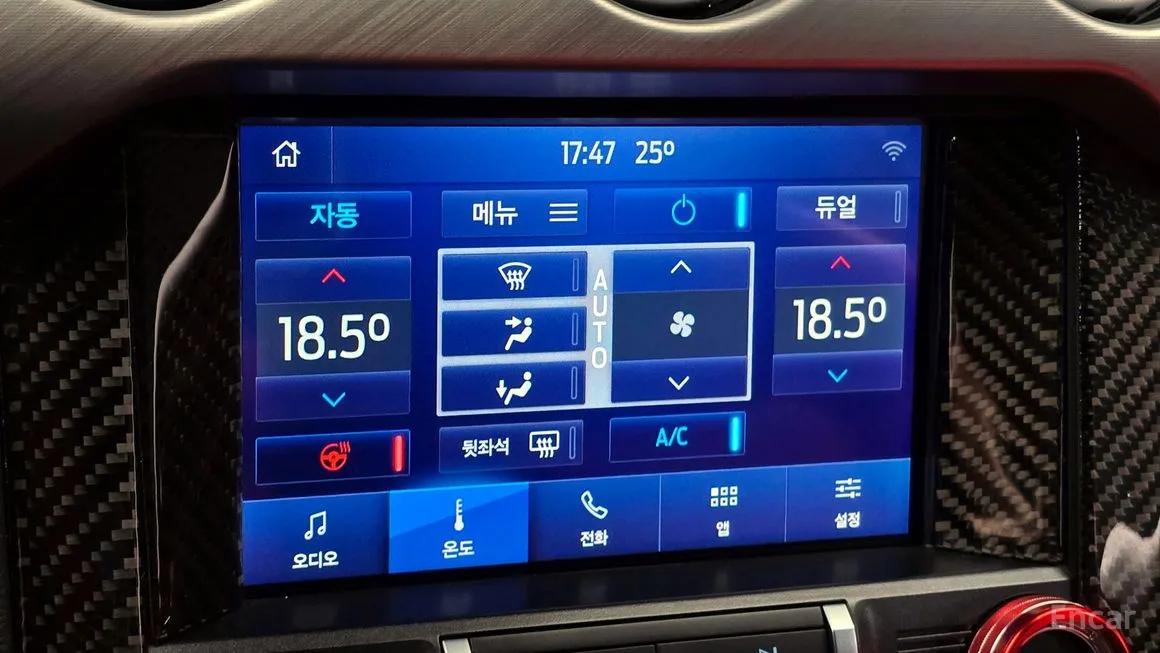 17:47 25º
자동
메뉴
듀얼
18.5º
AUTO
18.5º
뒷좌석
A/C
오디오
온도
전화
앱
설정
Encar